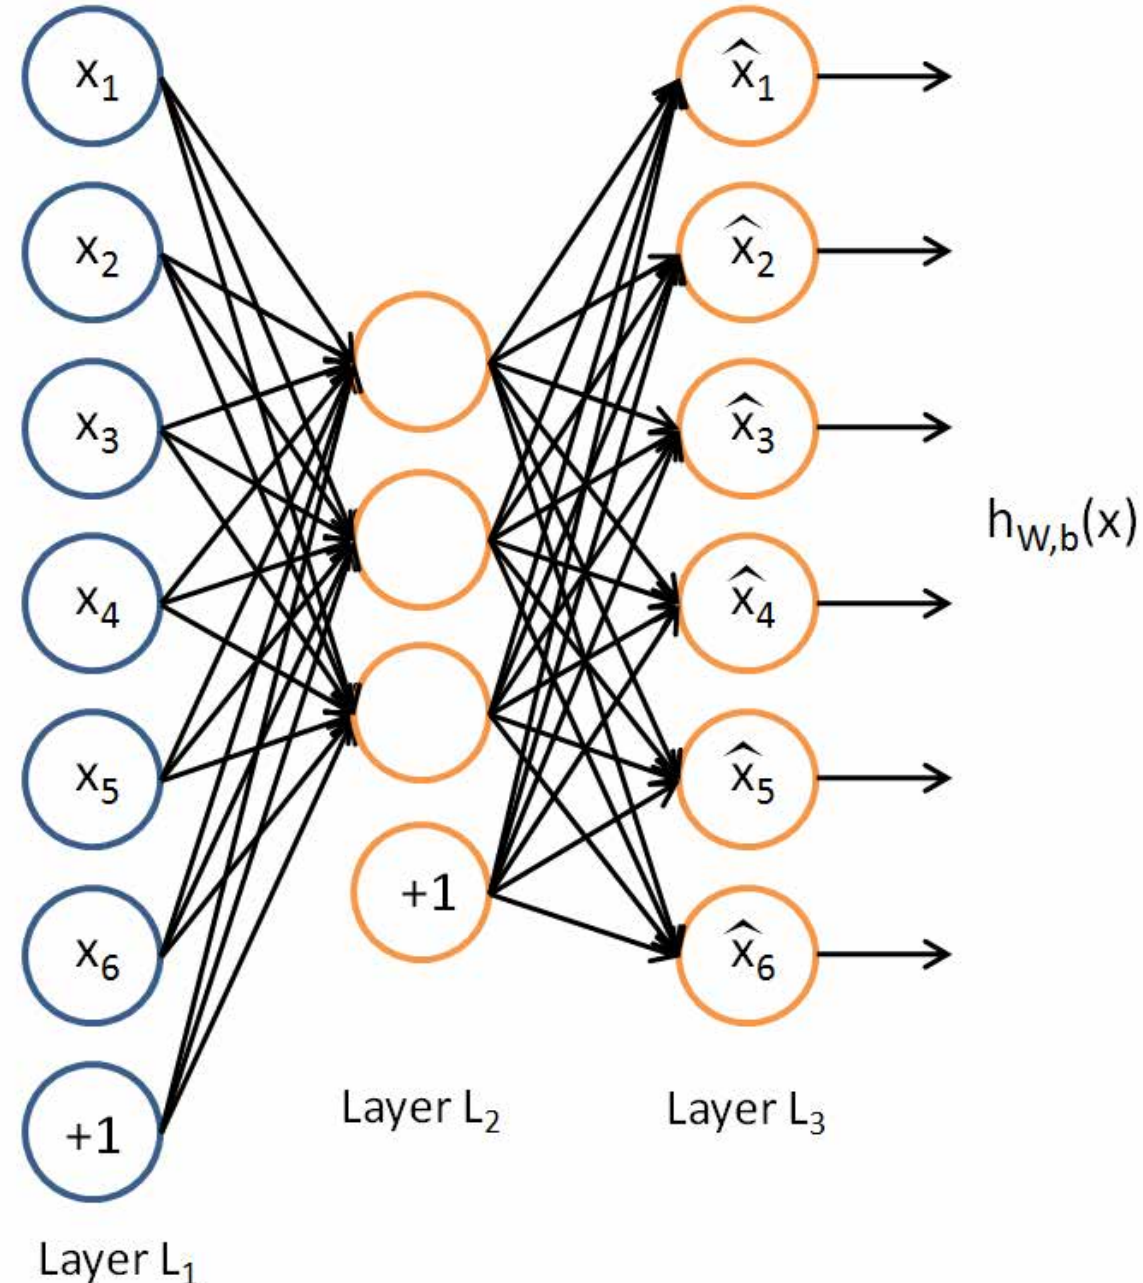 x₁
x₂
x₃
x₄
x₅
x₆
+1
Layer L₁
+1
Layer L₂
x̂₁
x̂₂
x̂₃
x̂₄
x̂₅
x̂₆
Layer L₃
h_W,b(x)